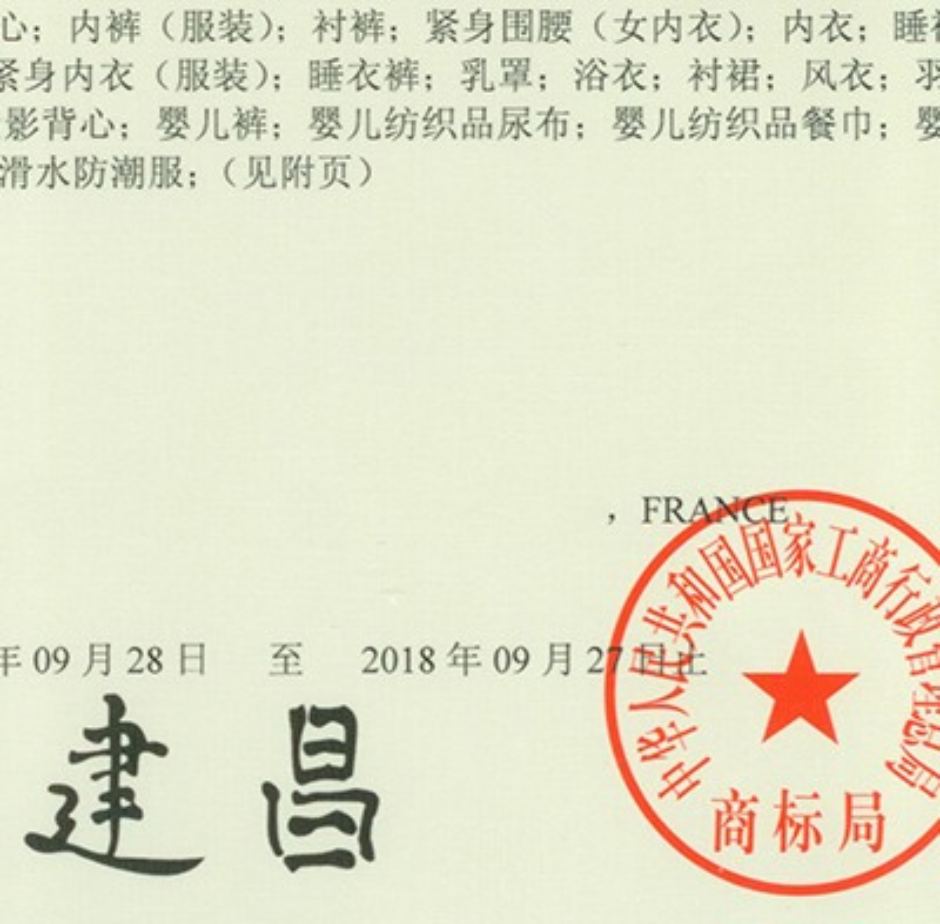 心；内裤（服装）；衬裤；紧身围腰（女内衣）；内衣；睡
紧身内衣（服装）；睡衣裤；乳罩；浴衣；衬裙；风衣；羽
影背心；婴儿裤；婴儿纺织品尿布；婴儿纺织品餐巾；婴
滑水防潮服；（见附页）
，FRANCE
年 09 月 28 日 至 2018 年 09 月 27 日止
建昌
中华人民共和国国家工商行政管理总局
商标局